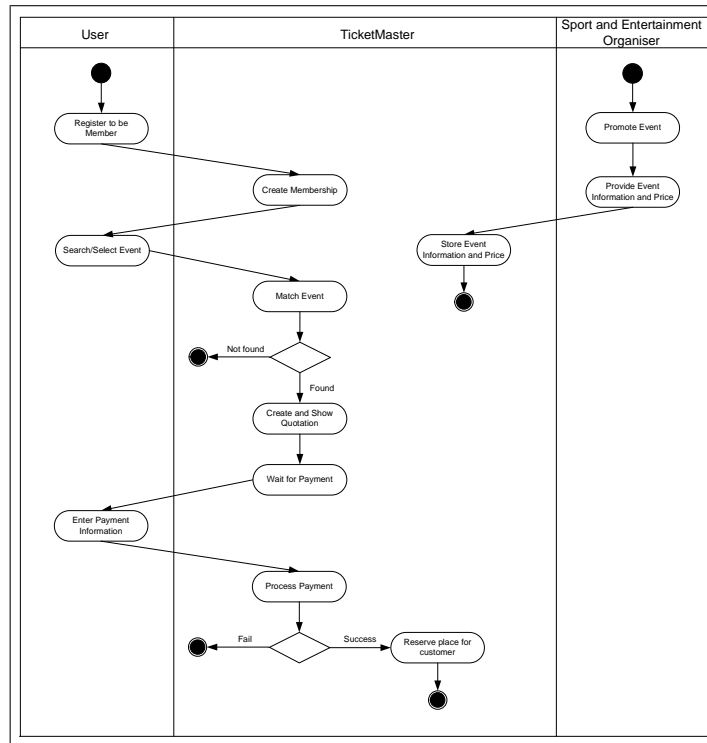 User
TicketMaster
Sport and Entertainment
Organiser
Register to be
Member
Promote Event
Create Membership
Provide Event
Information and Price
Search/Select Event
Store Event
Information and Price
Match Event
Not found
Found
Create and Show
Quotation
Wait for Payment
Enter Payment
Information
Process Payment
Fail
Success
Reserve place for
customer